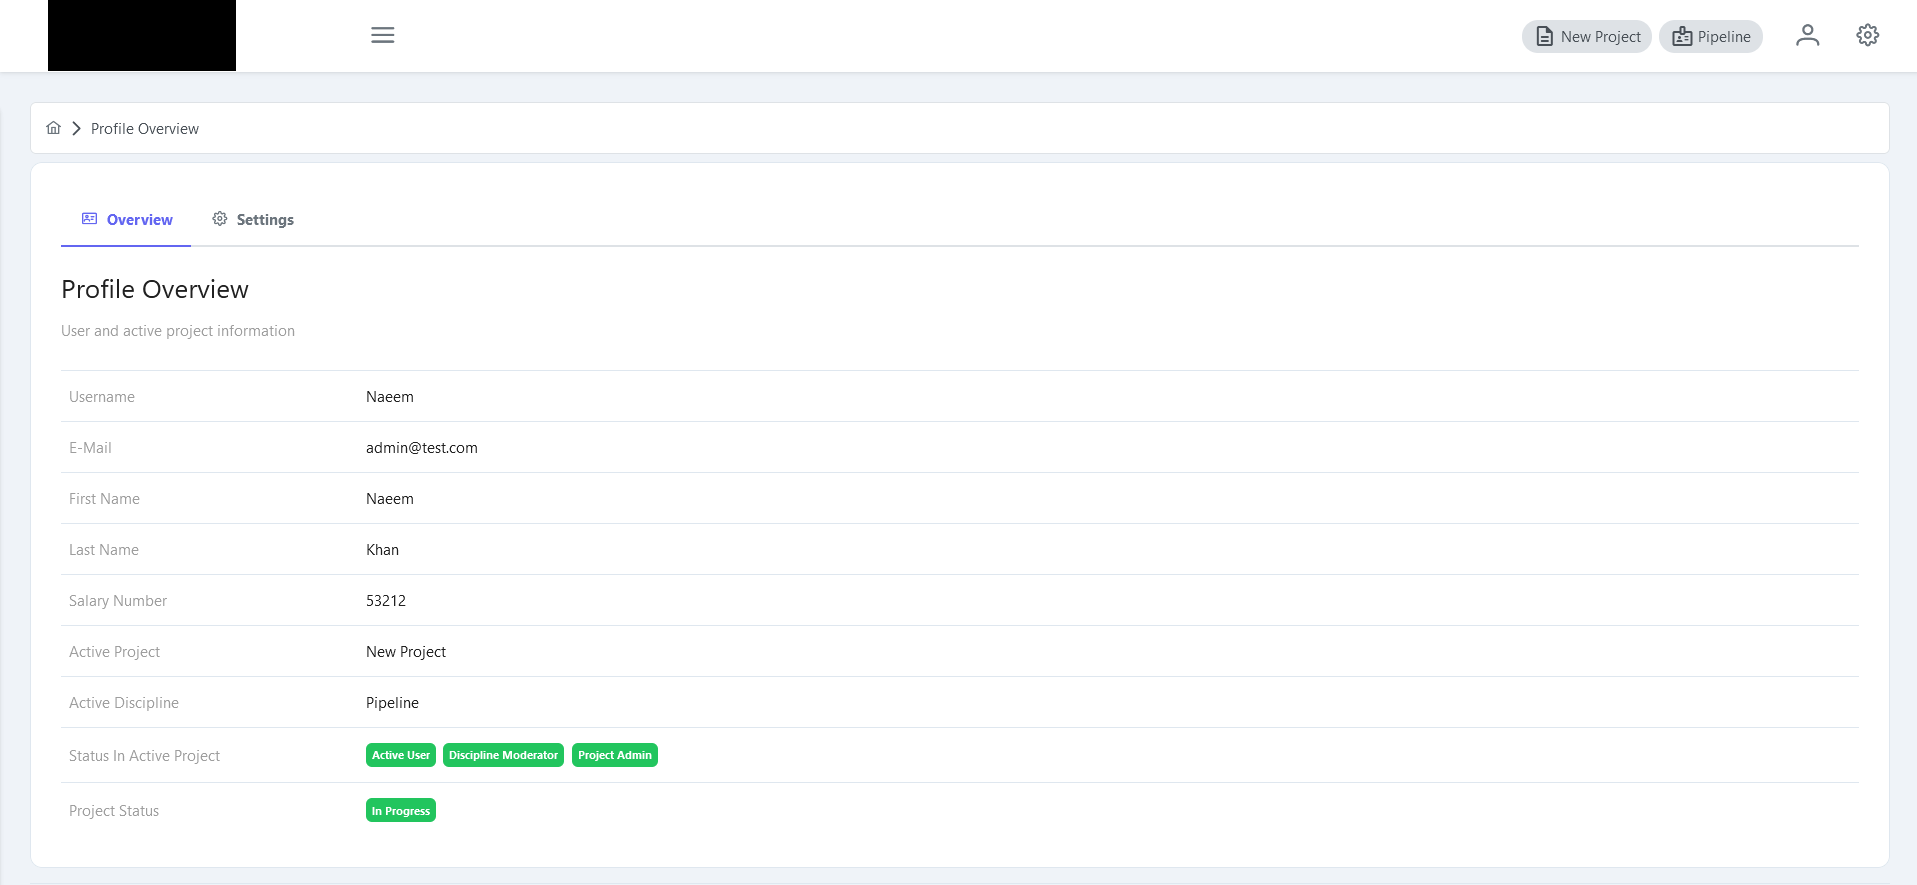 New Project Pipeline
Profile Overview
Overview Settings
Profile Overview
User and active project information
Username Naeem
E-Mail admin@test.com
First Name Naeem
Last Name Khan
Salary Number 53212
Active Project New Project
Active Discipline Pipeline
Status In Active Project Active User Discipline Moderator Project Admin
Project Status In Progress